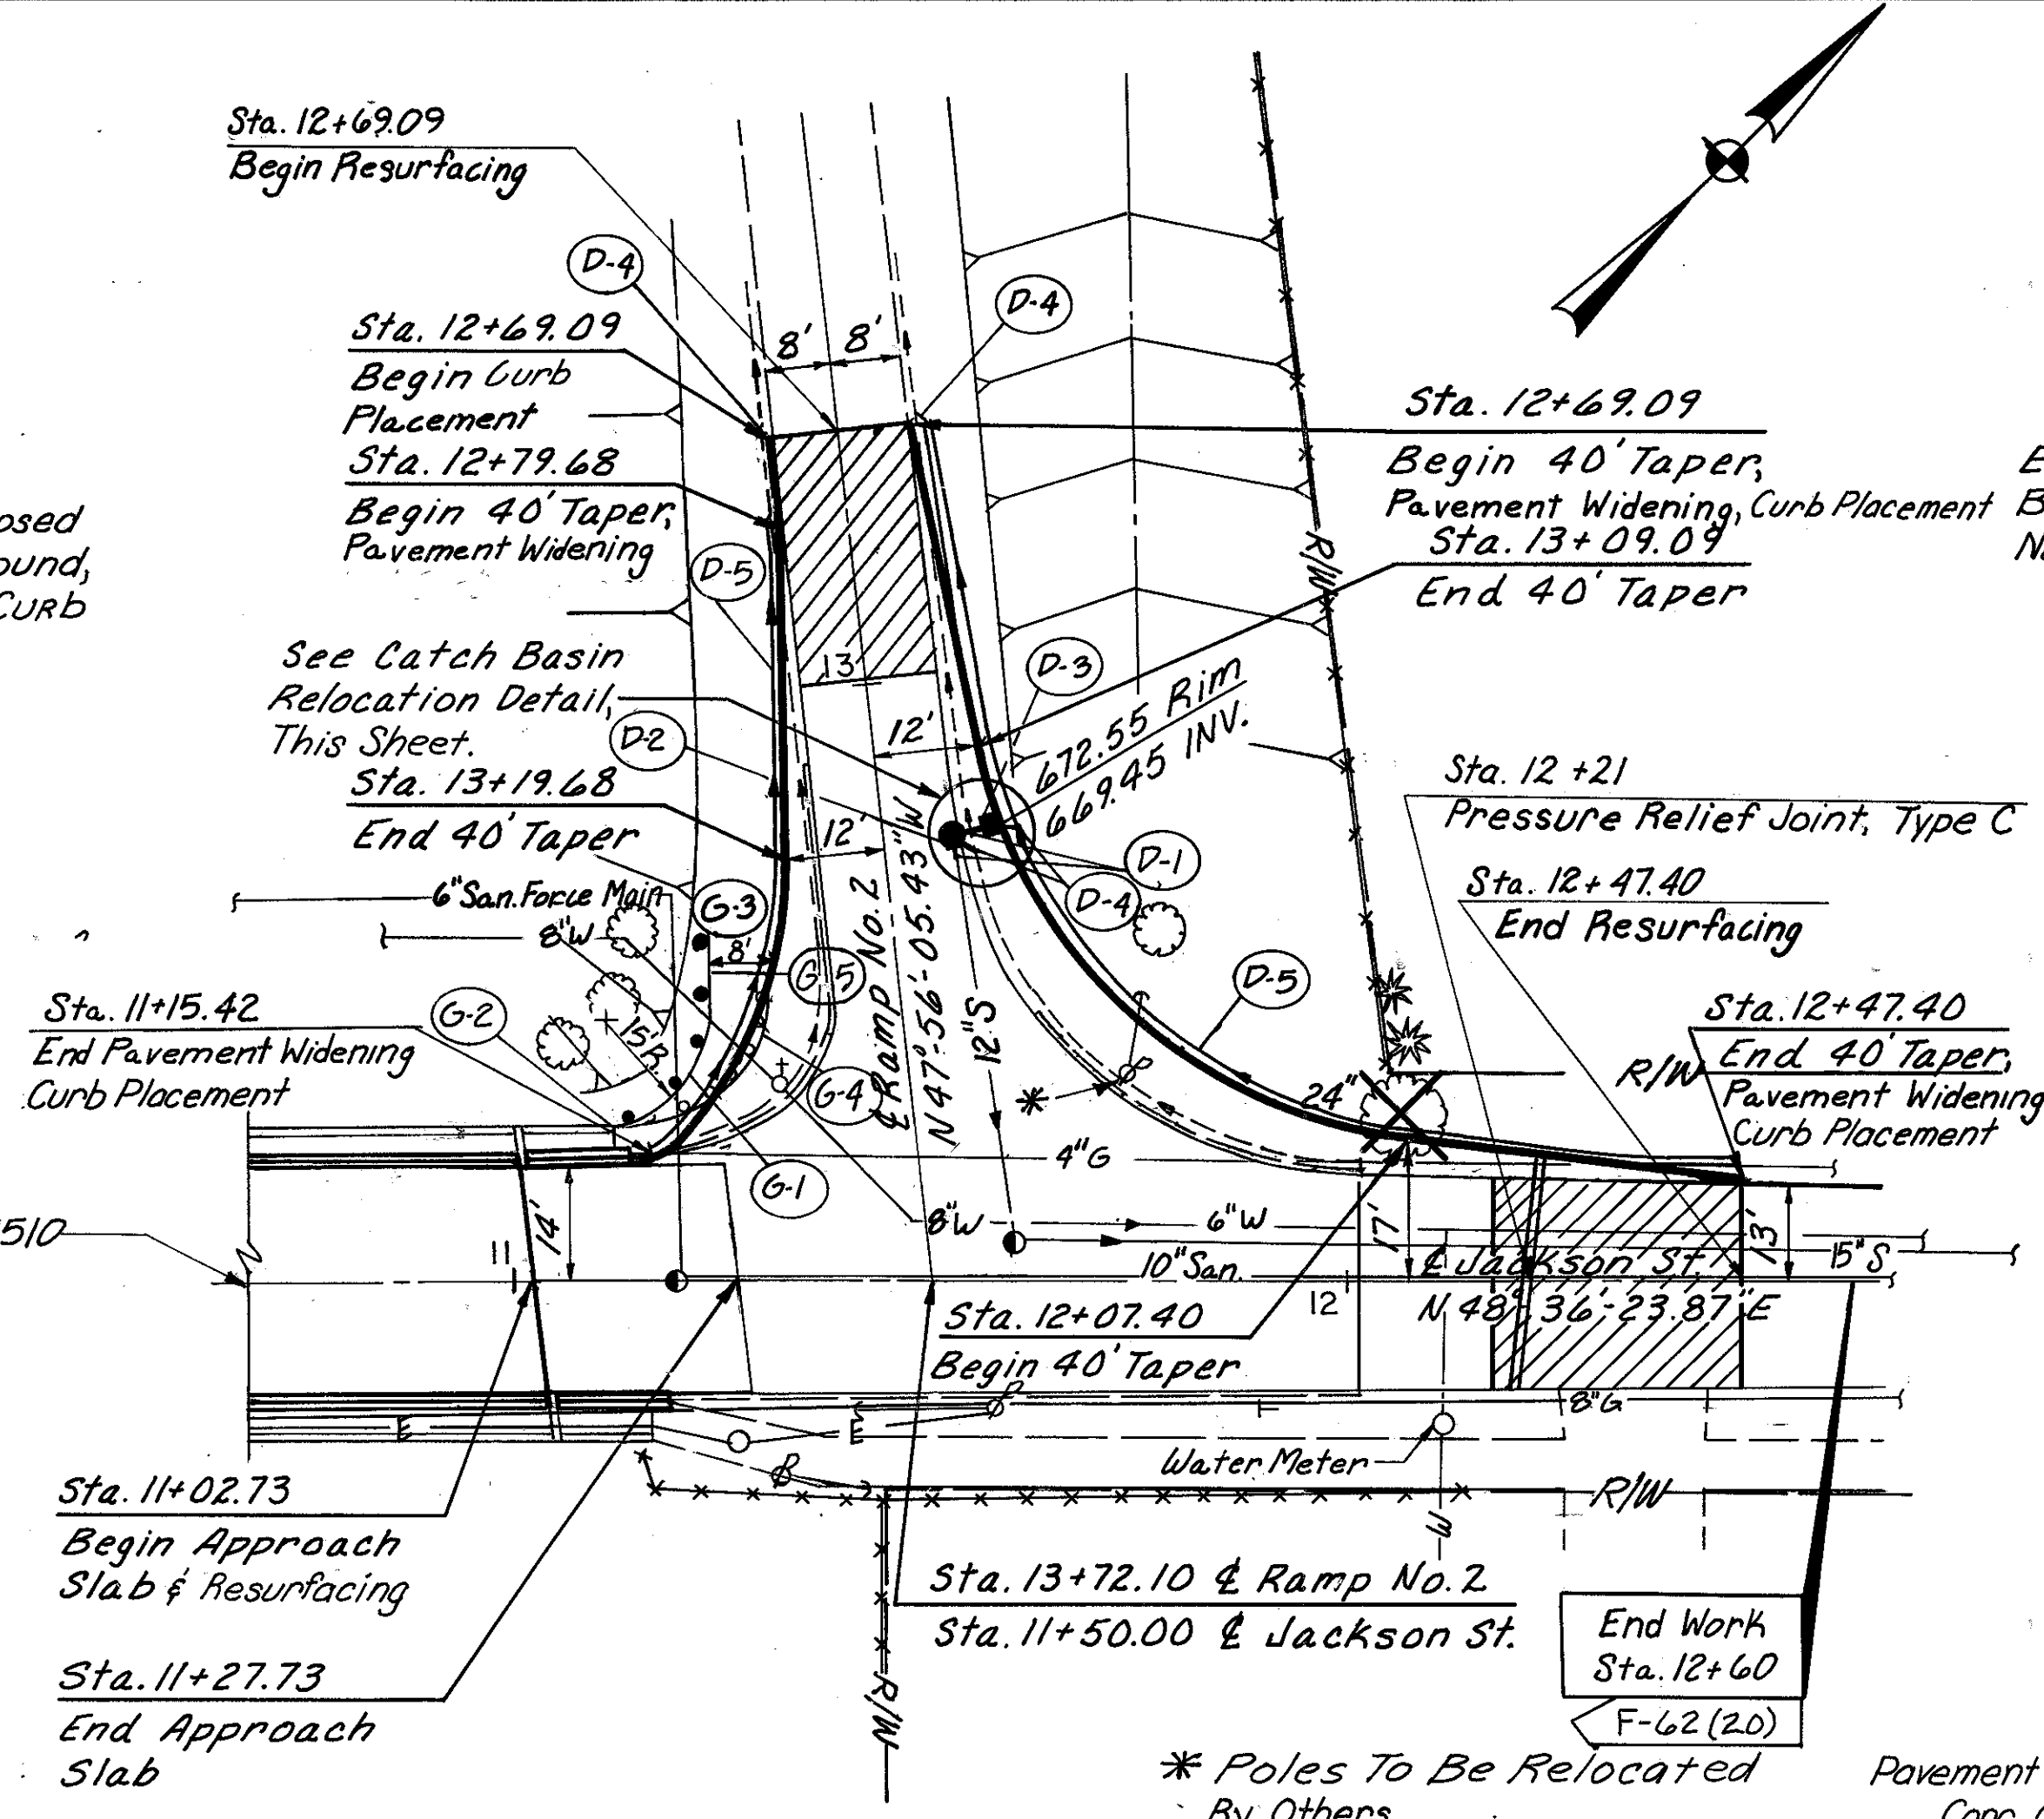 Sta. 12+69.09
Begin Resurfacing
D-4
D-4
Sta. 12+69.09
Begin Curb
Placement
8' 8'
Sta. 12+69.09
Begin 40' Taper,
Pavement Widening, Curb Placement
Sta. 12+79.68
Begin 40' Taper,
Pavement Widening
Sta. 13+09.09
End 40' Taper
osed
ound,
CURB
D-5
R/W
See Catch Basin
Relocation Detail,
This Sheet.
13
D-3
672.55 Rim
669.45 INV.
D-2
12'
Sta. 13+19.68
End 40' Taper
12'
Sta. 12+21
Pressure Relief Joint, Type C
D-1
D-4
Sta. 12+47.40
End Resurfacing
6" San. Force Main
8"W
G-3
8'
G-5
℄ Ramp No. 2
N 47°-56'-05.43" W
12"S
D-5
Sta. 11+15.42
End Pavement Widening
Curb Placement
G-2
15'R.
G-4
G-1
*
24"
R/W
Sta. 12+47.40
End 40' Taper,
Pavement Widening
Curb Placement
4"G
14'
8"W
6"W
17'
13'
510
11
10"San.
℄ Jackson St.
15"S
12
N 48°-36'-23.87"E
Sta. 12+07.40
Begin 40' Taper
8"G
E
E
T
Water Meter
W
R/W
Sta. 11+02.73
Begin Approach
Slab & Resurfacing
Sta. 13+72.10 ℄ Ramp No. 2
Sta. 11+50.00 ℄ Jackson St.
End Work
Sta. 12+60
F-62(20)
Sta. 11+27.73
End Approach
Slab
R/W
* Poles To Be Relocated
By Others
Pavement